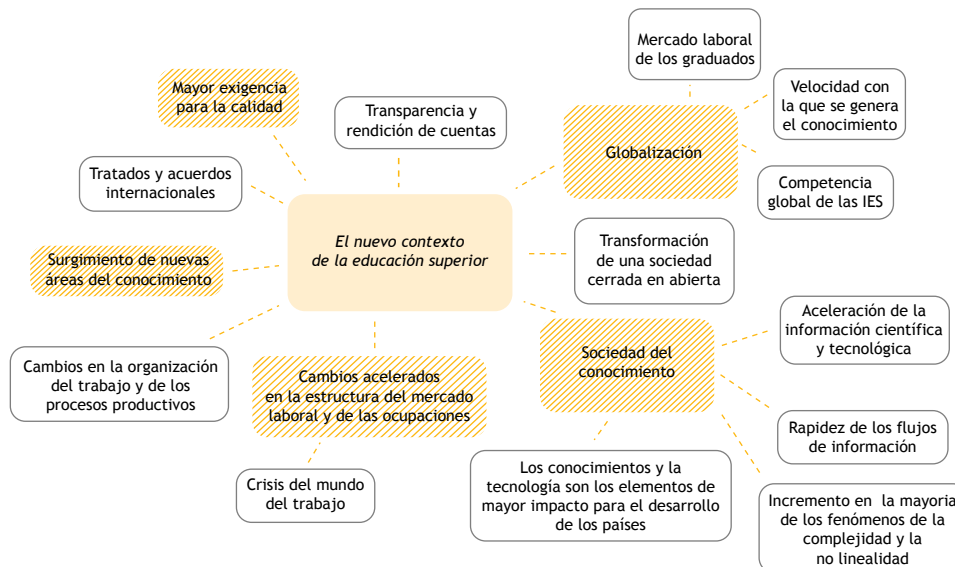 Mercado laboral
de los graduados
Mayor exigencia
para la calidad
Transparencia y
rendición de cuentas
Velocidad con
la que se genera
el conocimiento
Globalización
Tratados y acuerdos
internacionales
Competencia
global de las IES
El nuevo contexto
de la educación superior
Transformación
de una sociedad
cerrada en abierta
Surgimiento de nuevas
áreas del conocimiento
Aceleración de la
información científica
y tecnológica
Sociedad del
conocimiento
Cambios en la organización
del trabajo y de los
procesos productivos
Cambios acelerados
en la estructura del mercado
laboral y de las ocupaciones
Rapidez de los flujos
de información
Crisis del mundo
del trabajo
Los conocimientos y la
tecnología son los elementos de
mayor impacto para el desarrollo
de los países
Incremento en la mayoria
de los fenómenos de la
complejidad y la
no linealidad